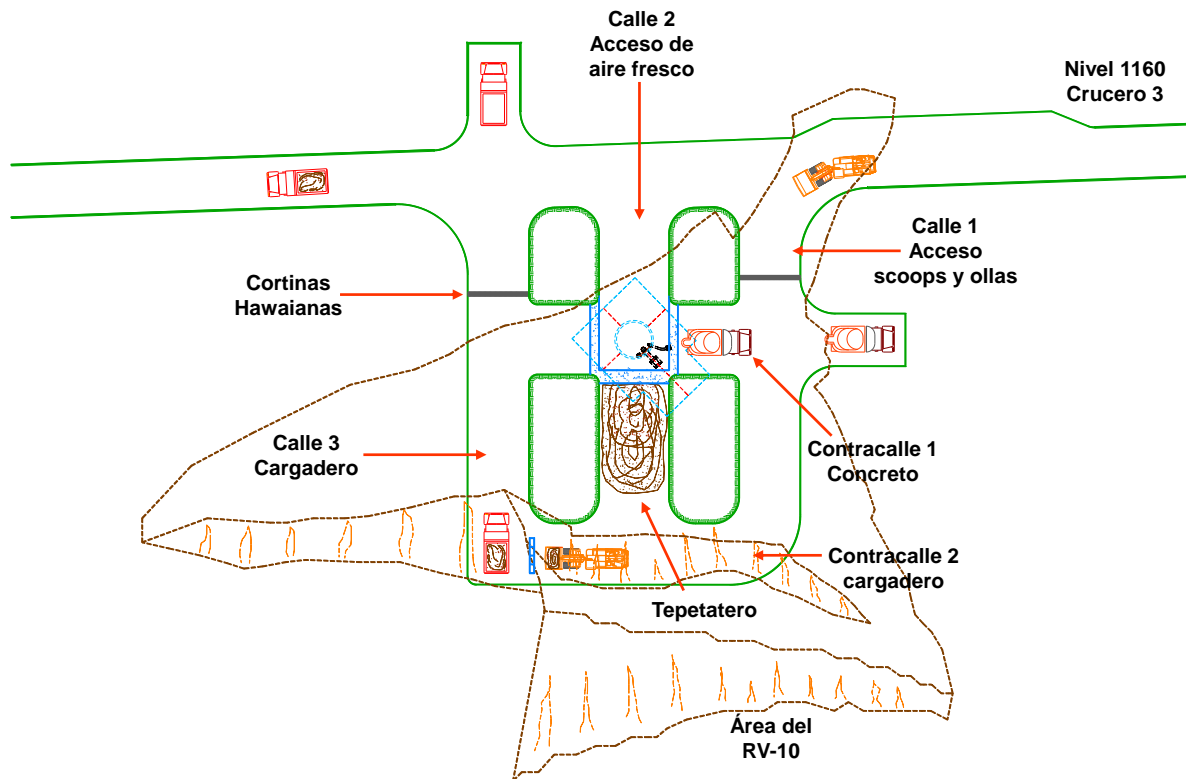 Calle 2
Acceso de
aire fresco
Nivel 1160
Crucero 3
Calle 1
Acceso
scoops y ollas
Cortinas
Hawaianas
Calle 3
Cargadero
Contracalle 1
Concreto
Contracalle 2
cargadero
Tepetatero
Área del
RV-10